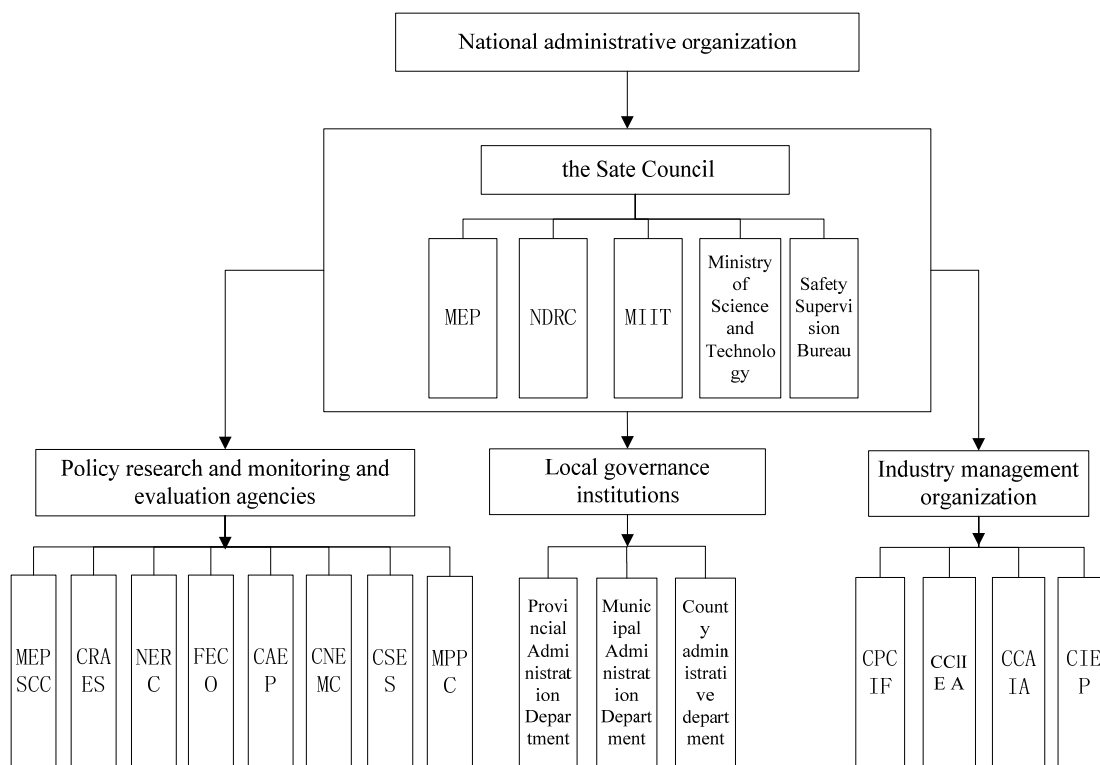 National administrative organization
the Sate Council
MEP
NDRC
MIIT
Ministry
of
Science
and
Technolo
gy
Safety
Supervi
sion
Bureau
Policy research and monitoring and
evaluation agencies
Local governance
institutions
Industry management
organization
MEP
SCC
CRA
ES
NER
C
FEC
O
CAE
P
CNE
MC
CSE
S
MPP
C
Provi
ncial
Admi
nistrat
ion
Depar
tment
Munic
ipal
Admi
nistrat
ion
Depart
ment
Count
y
admin
istrati
ve
depart
ment
CPC
IF
CCII
E A
CCA
IA
CIE
P